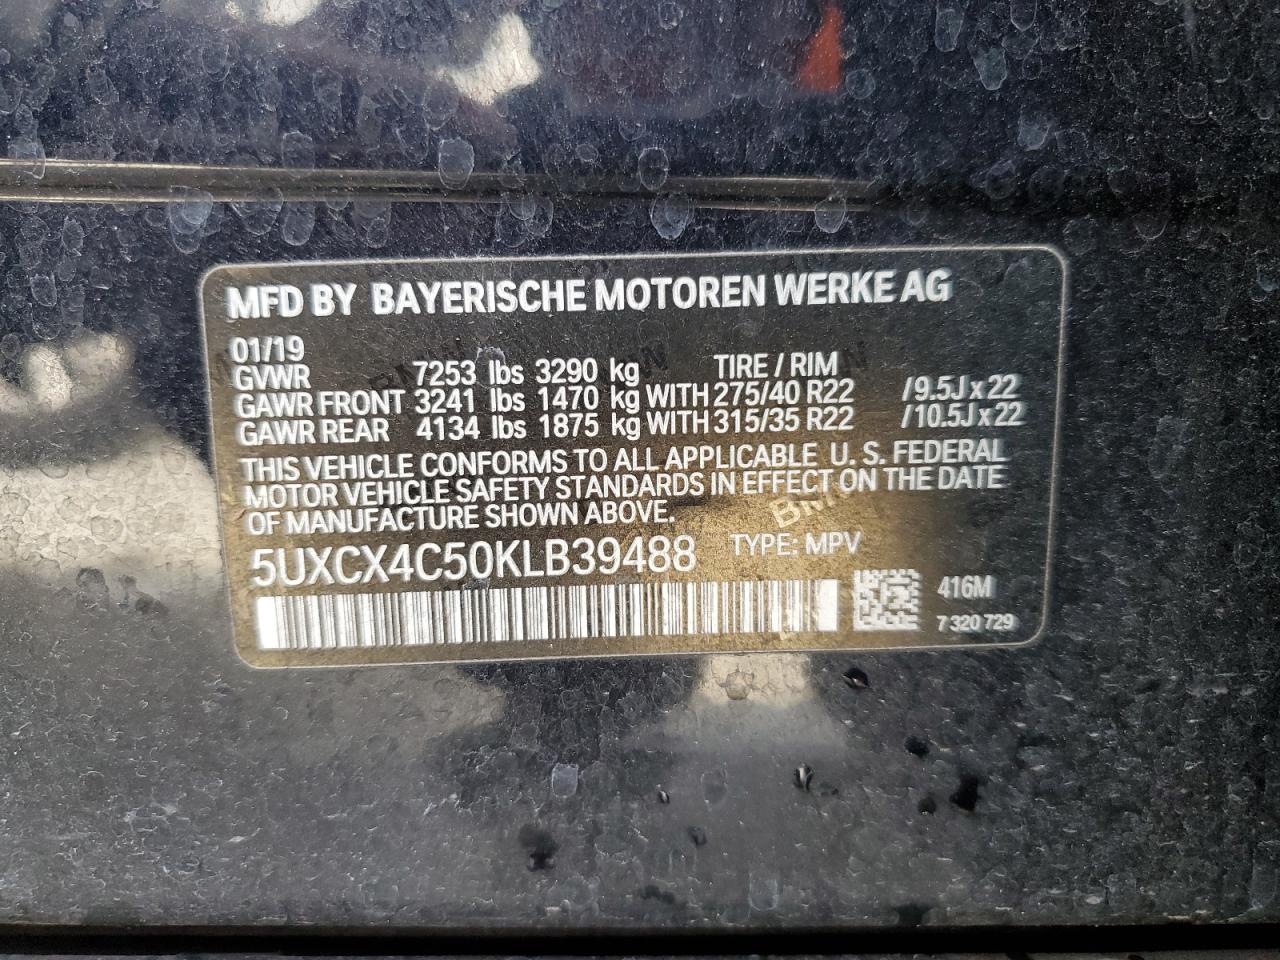 MFD BY BAYERISCHE MOTOREN WERKE AG
01/19
GVWR 7253 lbs 3290 kg TIRE / RIM
GAWR FRONT 3241 lbs 1470 kg WITH 275/40 R22 /9.5J x 22
GAWR REAR 4134 lbs 1875 kg WITH 315/35 R22 /10.5J x 22
THIS VEHICLE CONFORMS TO ALL APPLICABLE U. S. FEDERAL
MOTOR VEHICLE SAFETY STANDARDS IN EFFECT ON THE DATE
OF MANUFACTURE SHOWN ABOVE.
5UXCX4C50KLB39488 TYPE: MPV
416M
7 320 729